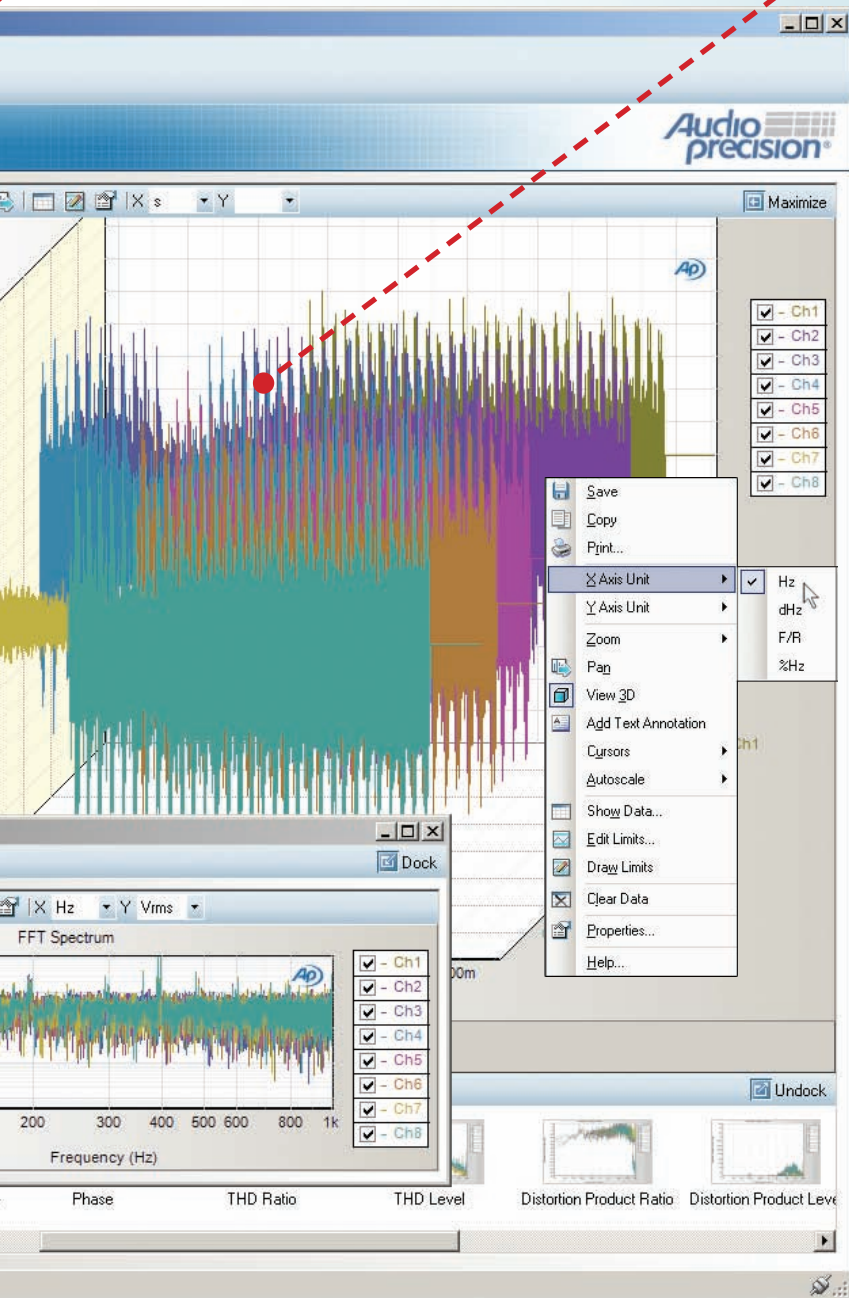 Audio
precision®
X s Y
Maximize
AP
Ch1
Ch2
Ch3
Ch4
Ch5
Ch6
Ch7
Ch8
Save
Copy
Print...
X Axis Unit
Y Axis Unit
Zoom
Pan
View 3D
Add Text Annotation
Cursors
Autoscale
Show Data...
Edit Limits...
Draw Limits
Clear Data
Properties...
Help...
Hz
dHz
F/R
%Hz
Ch1
00m
Dock
X Hz Y Vrms
FFT Spectrum
AP
Ch1
Ch2
Ch3
Ch4
Ch5
Ch6
Ch7
Ch8
200 300 400 500 600 800 1k
Frequency (Hz)
Undock
Phase THD Ratio THD Level Distortion Product Ratio Distortion Product Leve